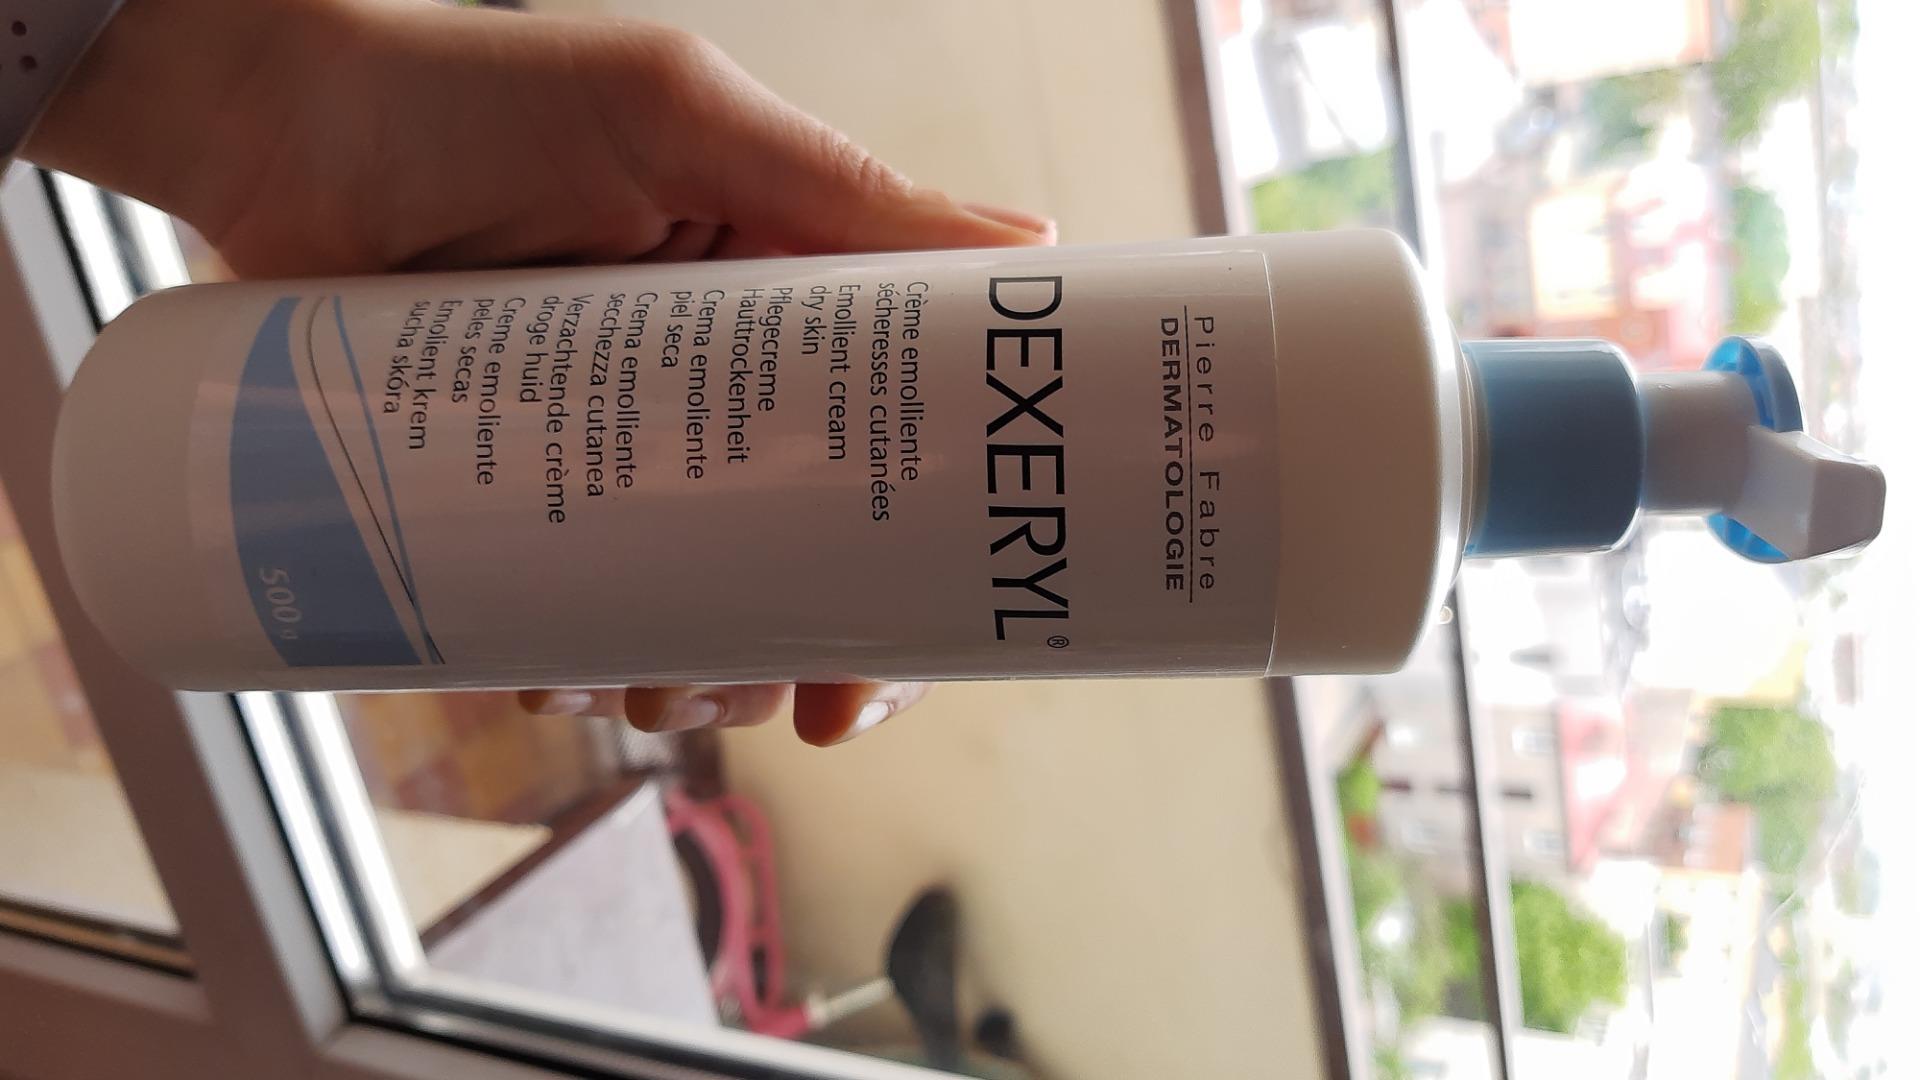 Pierre Fabre
DERMATOLOGIE
DEXERYL®
Crème emolliente
sécheresses cutanées
Emollient cream
dry skin
Pflegecreme
Hauttrockenheit
Crema emoliente
piel seca
Crema emolliente
secchezza cutanea
Verzachtende crème
droge huid
Creme emoliente
peles secas
Emolient krem
sucha skóra
500 g